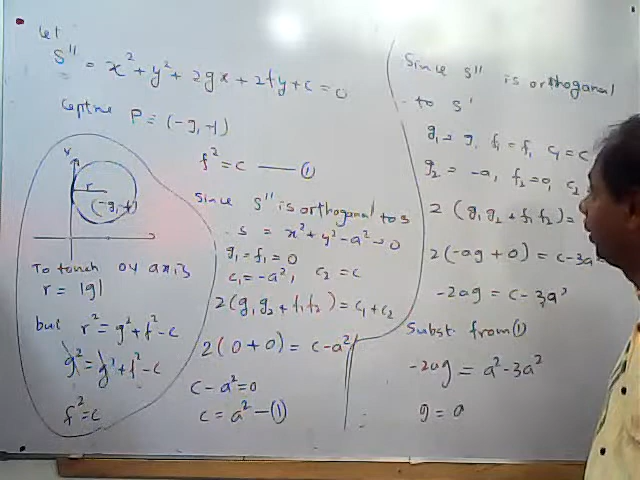 Let
S'' = x² + y² + 2gx + 2fy + c = 0
centre P = (-g, -f)
Y
r
(-g, -f)
To touch oy axis
r = |g|
but r² = g² + f² - c
g² = g² + f² - c
f² = c
f² = c — ①
Since S'' is orthogonal to S
S = x² + y² - a² = 0
g₁ = f₁ = 0
c₁ = -a², c₂ = c
2(g₁g₂ + f₁f₂) = c₁ + c₂
2(0 + 0) = c - a²
c - a² = 0
c = a² — ①
Since S'' is orthogonal
to S'
g₁ = g, f₁ = f, c₁ = c
g₂ = -a, f₂ = 0, c₂
2(g₁g₂ + f₁f₂) =
2(-ag + 0) = c - 3a
-2ag = c - 3a²
Subst. from ①
-2ag = a² - 3a²
g = a